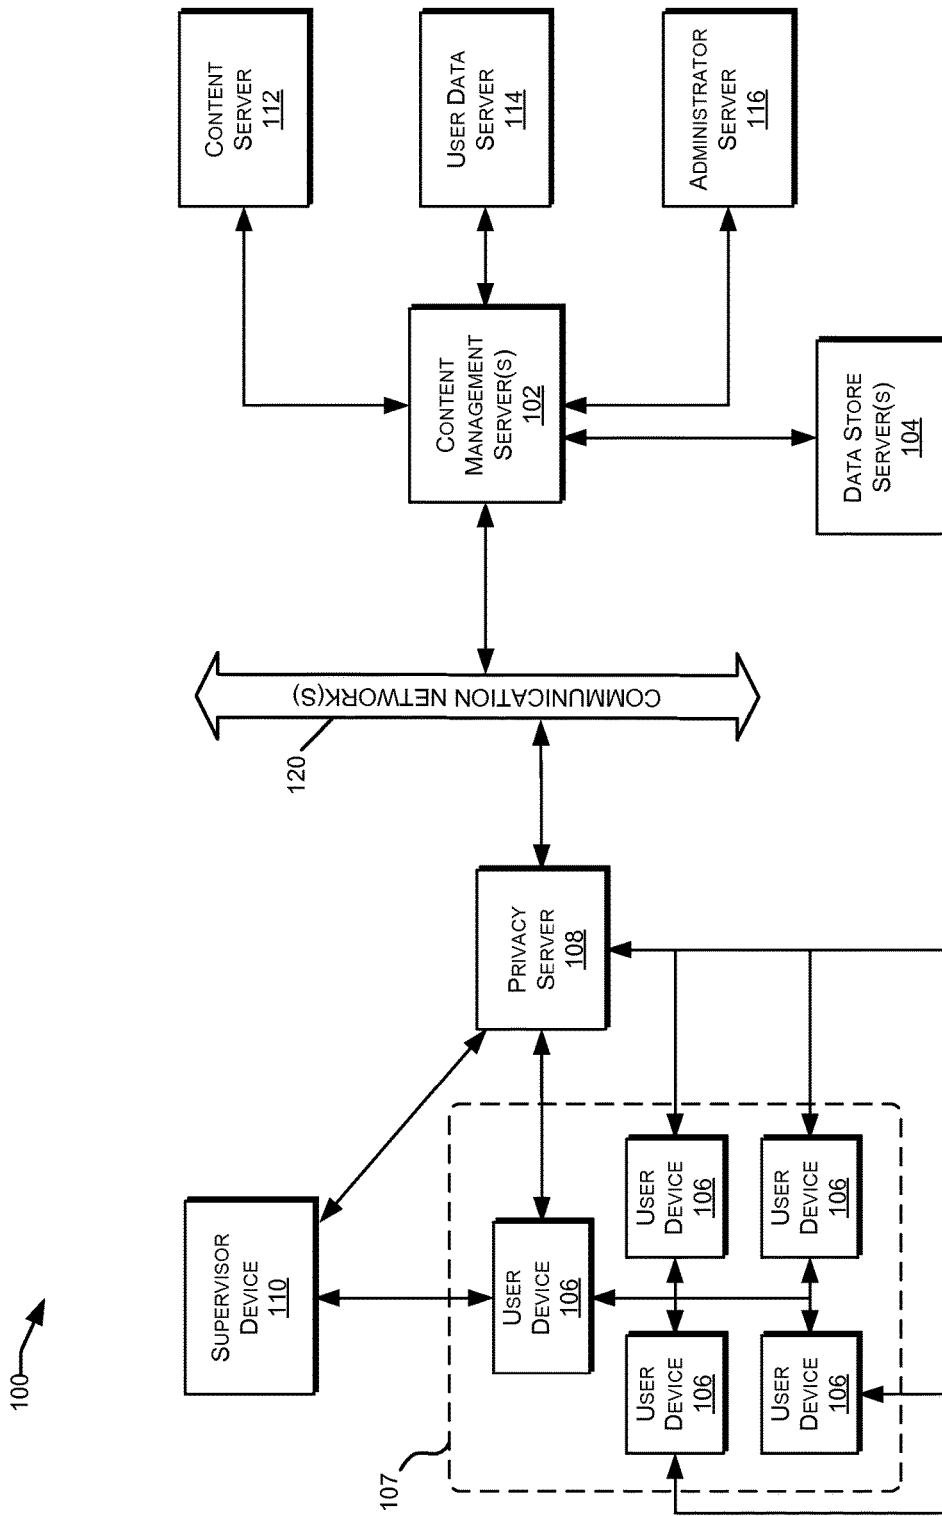 100
SUPERVISOR
DEVICE
110
107
USER
DEVICE
106
USER
DEVICE
106
USER
DEVICE
106
USER
DEVICE
106
USER
DEVICE
106
PRIVACY
SERVER
108
120
COMMUNICATION NETWORK(S)
CONTENT
MANAGEMENT
SERVER(S)
102
DATA STORE
SERVER(S)
104
CONTENT
SERVER
112
USER DATA
SERVER
114
ADMINISTRATOR
SERVER
116